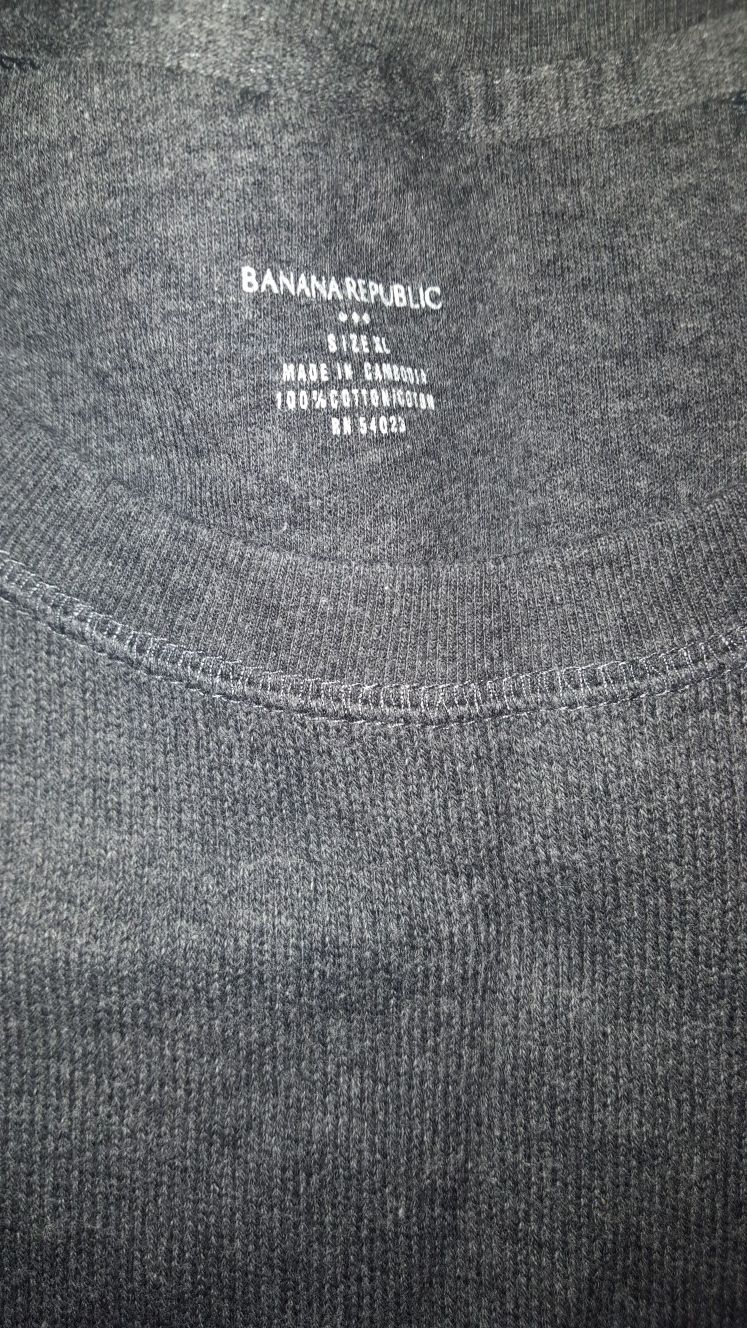 BANANA REPUBLIC
SIZE XL
MADE IN CAMBODIA
100% COTTON/COTON
RN 54023